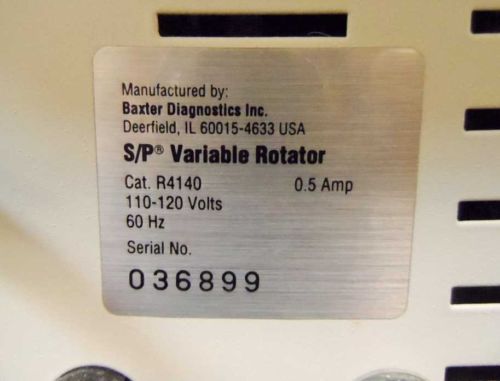 Manufactured by:
Baxter Diagnostics Inc.
Deerfield, IL 60015-4633 USA
S/P® Variable Rotator
Cat. R4140 0.5 Amp
110-120 Volts
60 Hz
Serial No.
036899